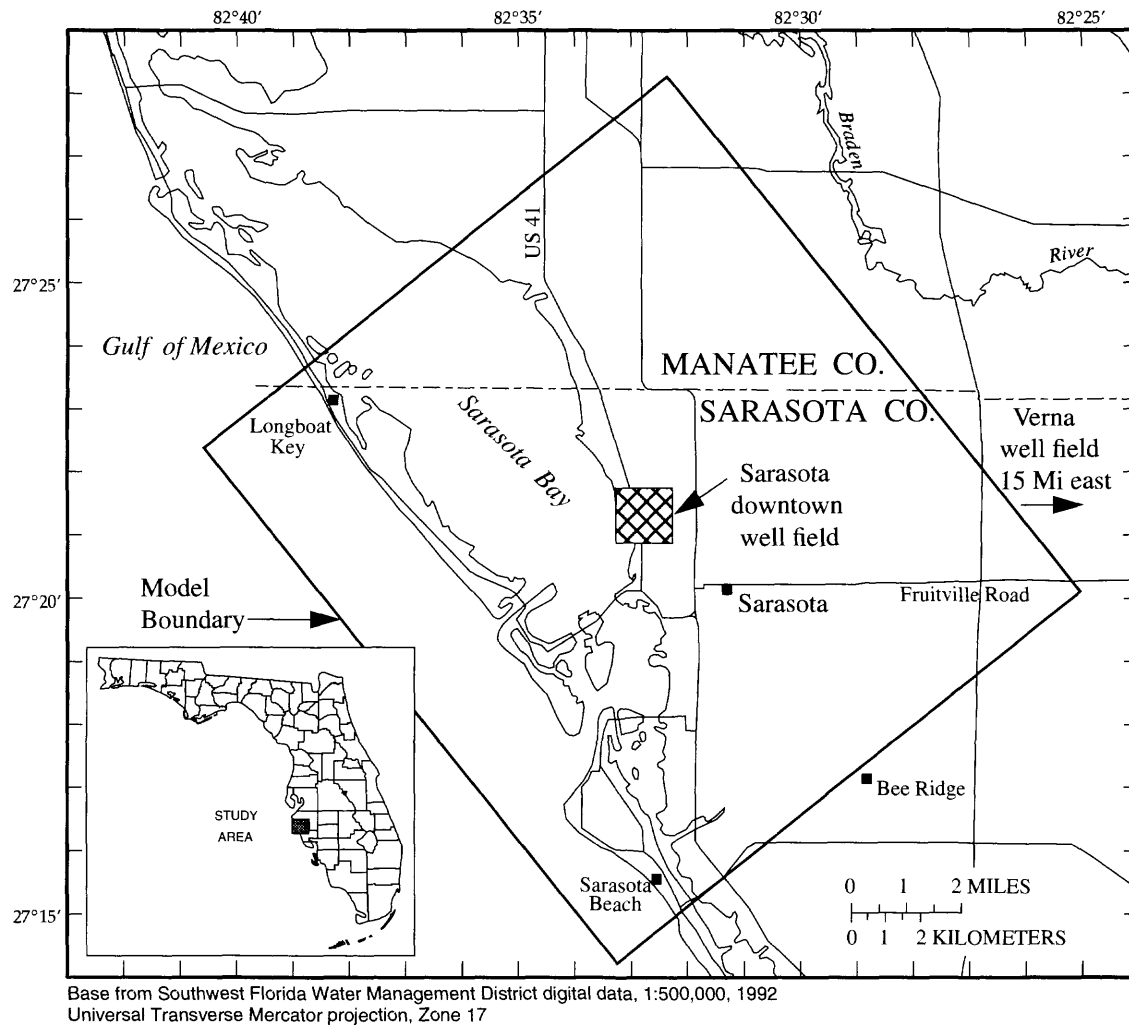 82°40′
82°35′
82°30′
82°25′
27°25′
27°20′
27°15′
US 41
Braden
River
Gulf of Mexico
MANATEE CO.
SARASOTA CO.
Longboat
Key
Sarasota Bay
Verna
well field
15 Mi east
Sarasota
downtown
well field
Model
Boundary
Sarasota
Fruitville Road
Bee Ridge
STUDY
AREA
Sarasota
Beach
0 1 2 MILES
0 1 2 KILOMETERS
Base from Southwest Florida Water Management District digital data, 1:500,000, 1992
Universal Transverse Mercator projection, Zone 17